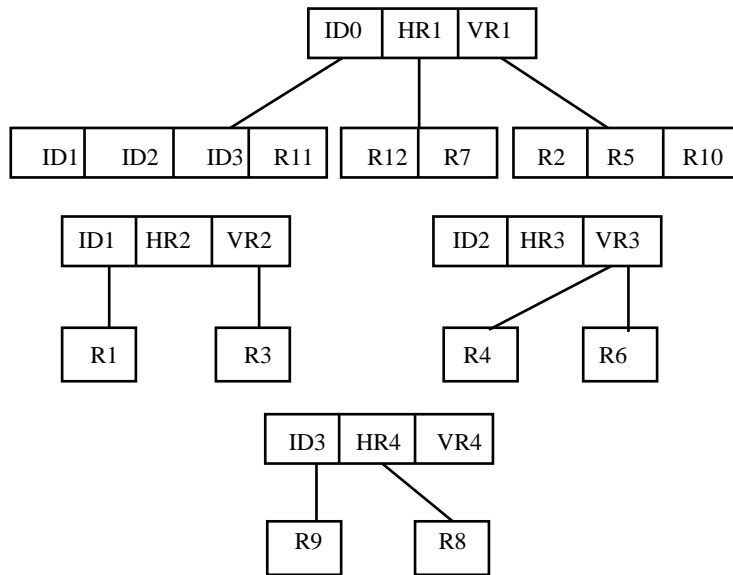 ID0 HR1 VR1
ID1 ID2 ID3 R11 R12 R7 R2 R5 R10
ID1 HR2 VR2 ID2 HR3 VR3
R1 R3 R4 R6
ID3 HR4 VR4
R9 R8